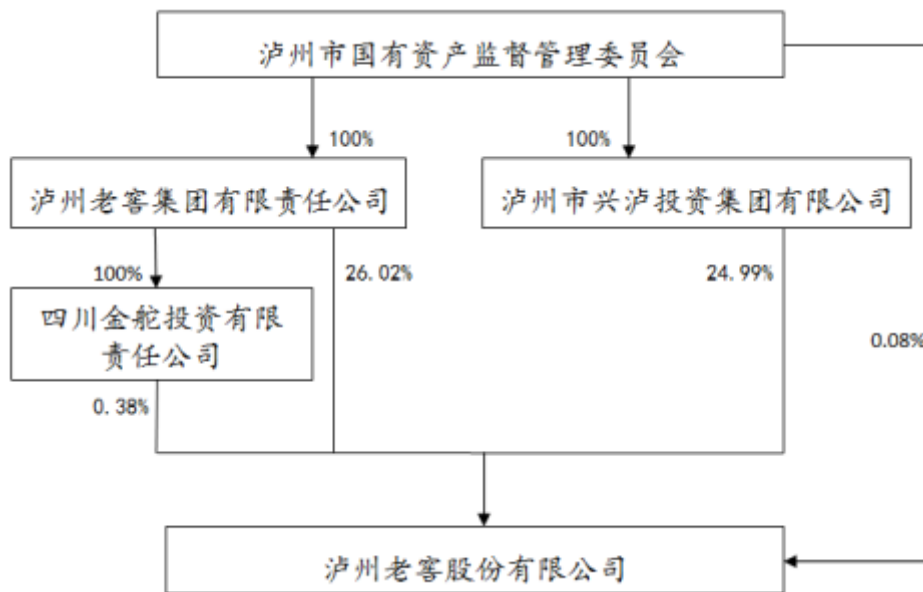 泸州市国有资产监督管理委员会
100%
100%
泸州老窖集团有限责任公司
泸州市兴泸投资集团有限公司
100%
26.02%
24.99%
四川金舵投资有限
责任公司
0.08%
0.38%
泸州老窖股份有限公司